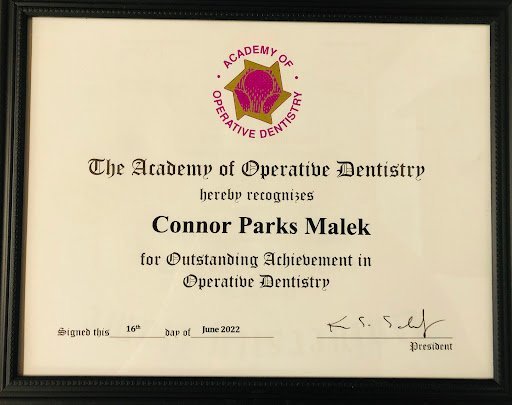 ACADEMY OF
OPERATIVE DENTISTRY
The Academy of Operative Dentistry
hereby recognizes
Connor Parks Malek
for Outstanding Achievement in
Operative Dentistry
Signed this 16th day of June 2022
President